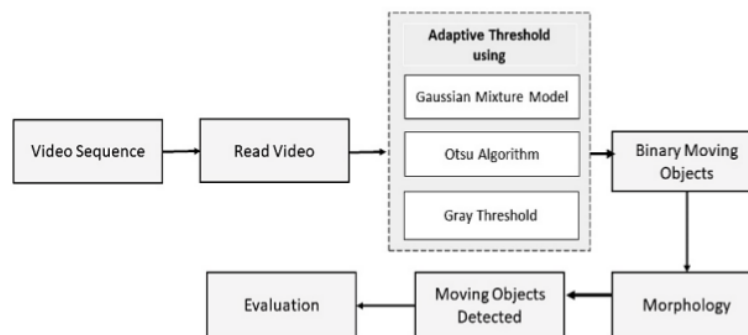 Adaptive Threshold
using
Gaussian Mixture Model
Video Sequence
Read Video
Otsu Algorithm
Binary Moving
Objects
Gray Threshold
Evaluation
Moving Objects
Detected
Morphology